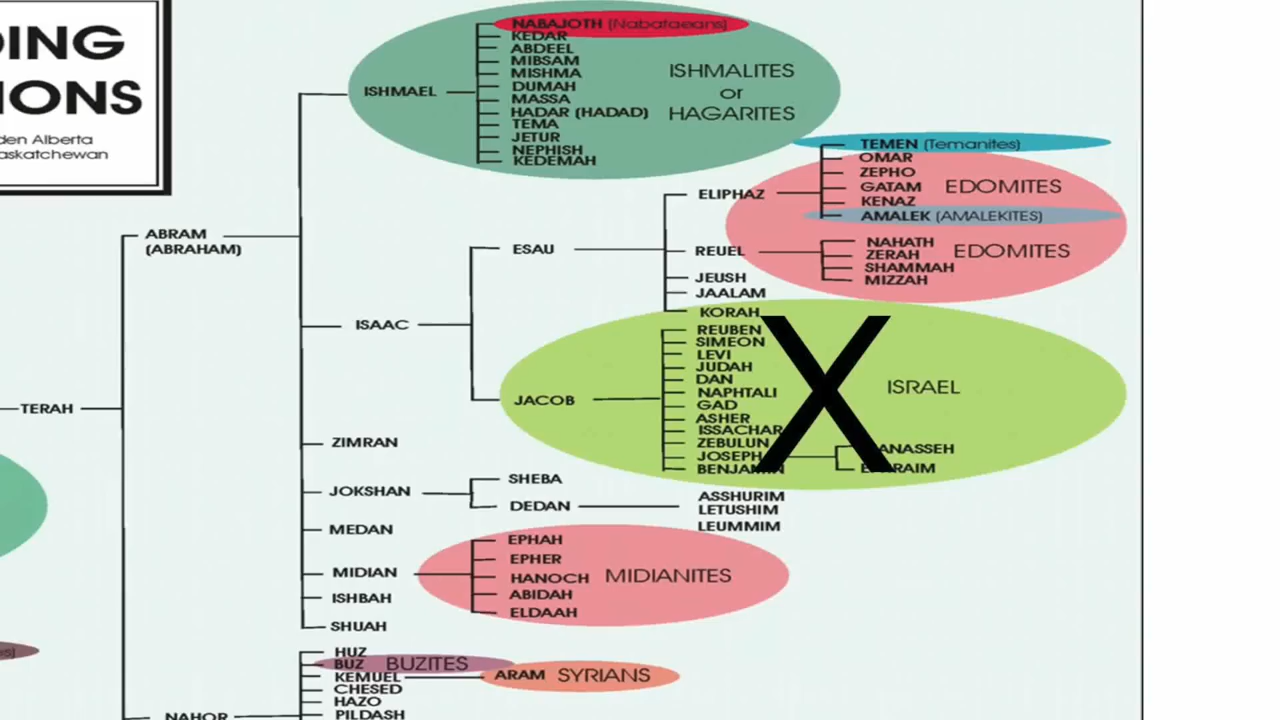 DING
IONS
den Alberta
askatchewan
TERAH
ABRAM
(ABRAHAM)
ISHMAEL
NABAJOTH (Nabataeans)
KEDAR
ABDEEL
MIBSAM
MISHMA
DUMAH
MASSA
HADAR (HADAD)
TEMA
JETUR
NEPHISH
KEDEMAH
ISHMALITES
or
HAGARITES
ISAAC
ESAU
ELIPHAZ
TEMEN (Temanites)
OMAR
ZEPHO
GATAM
KENAZ
AMALEK (AMALEKITES)
EDOMITES
REUEL
NAHATH
ZERAH
SHAMMAH
MIZZAH
EDOMITES
JEUSH
JAALAM
KORAH
JACOB
REUBEN
SIMEON
LEVI
JUDAH
DAN
NAPHTALI
GAD
ASHER
ISSACHAR
ZEBULUN
JOSEPH
BENJAMIN
ANASSEH
EPHRAIM
ISRAEL
X
ZIMRAN
JOKSHAN
SHEBA
DEDAN
ASSHURIM
LETUSHIM
LEUMMIM
MEDAN
MIDIAN
EPHAH
EPHER
HANOCH
ABIDAH
ELDAAH
MIDIANITES
ISHBAH
SHUAH
NAHOR
HUZ
BUZ BUZITES
KEMUEL
ARAM SYRIANS
CHESED
HAZO
PILDASH